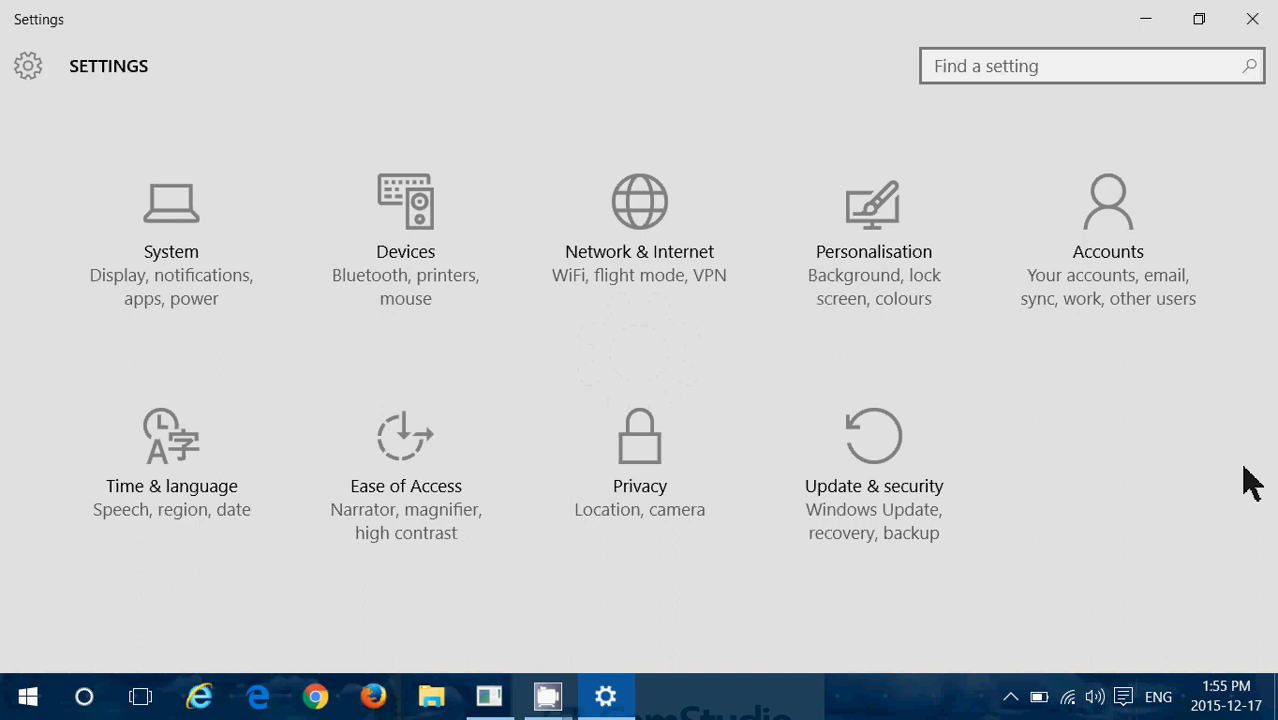 Settings
SETTINGS
Find a setting
System
Display, notifications,
apps, power
Devices
Bluetooth, printers,
mouse
Network & Internet
WiFi, flight mode, VPN
Personalisation
Background, lock
screen, colours
Accounts
Your accounts, email,
sync, work, other users
Time & language
Speech, region, date
Ease of Access
Narrator, magnifier,
high contrast
Privacy
Location, camera
Update & security
Windows Update,
recovery, backup
ENG
1:55 PM
2015-12-17